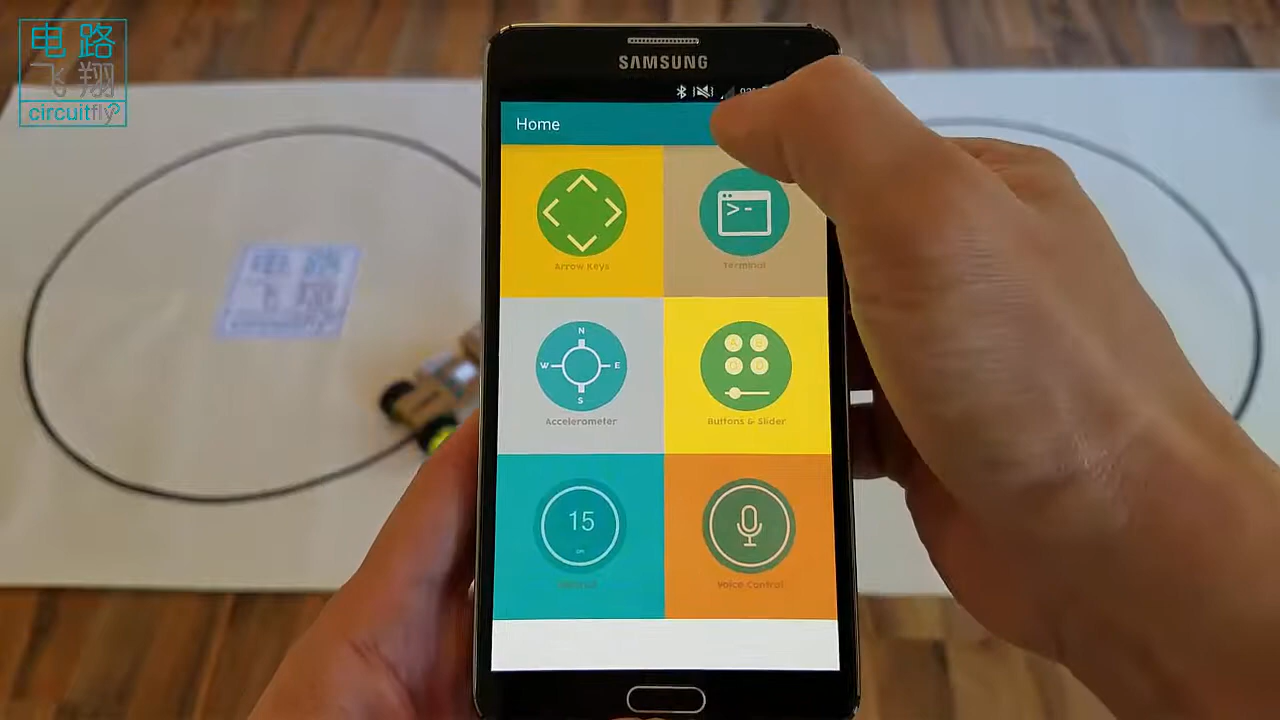 电路
飞翔
circuitfly
SAMSUNG
Home
Arrow Keys
Terminal
N
W E
S
Accelerometer
A B
Buttons & Slider
15
Voice Control